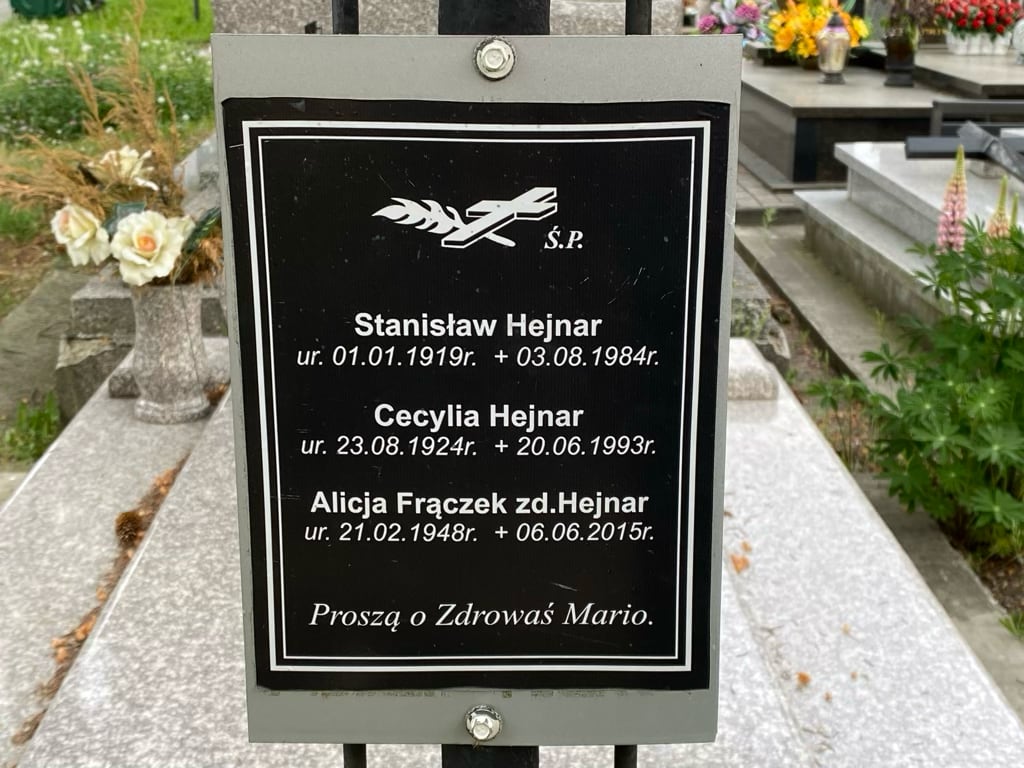 Ś.P.
Stanisław Hejnar
ur. 01.01.1919r. + 03.08.1984r.
Cecylia Hejnar
ur. 23.08.1924r. + 20.06.1993r.
Alicja Frączek zd.Hejnar
ur. 21.02.1948r. + 06.06.2015r.
Proszą o Zdrowaś Mario.